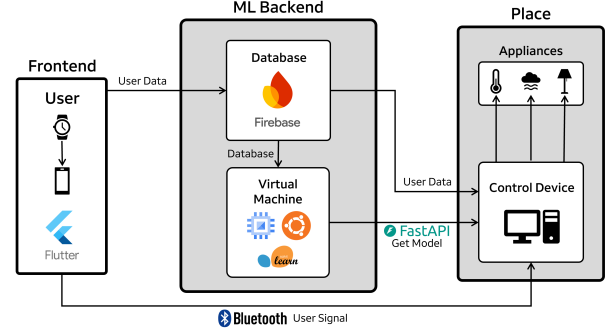 Frontend
User
Flutter
User Data
ML Backend
Database
Firebase
Database
Virtual
Machine
learn
User Data
FastAPI
Get Model
Place
Appliances
Control Device
Bluetooth User Signal